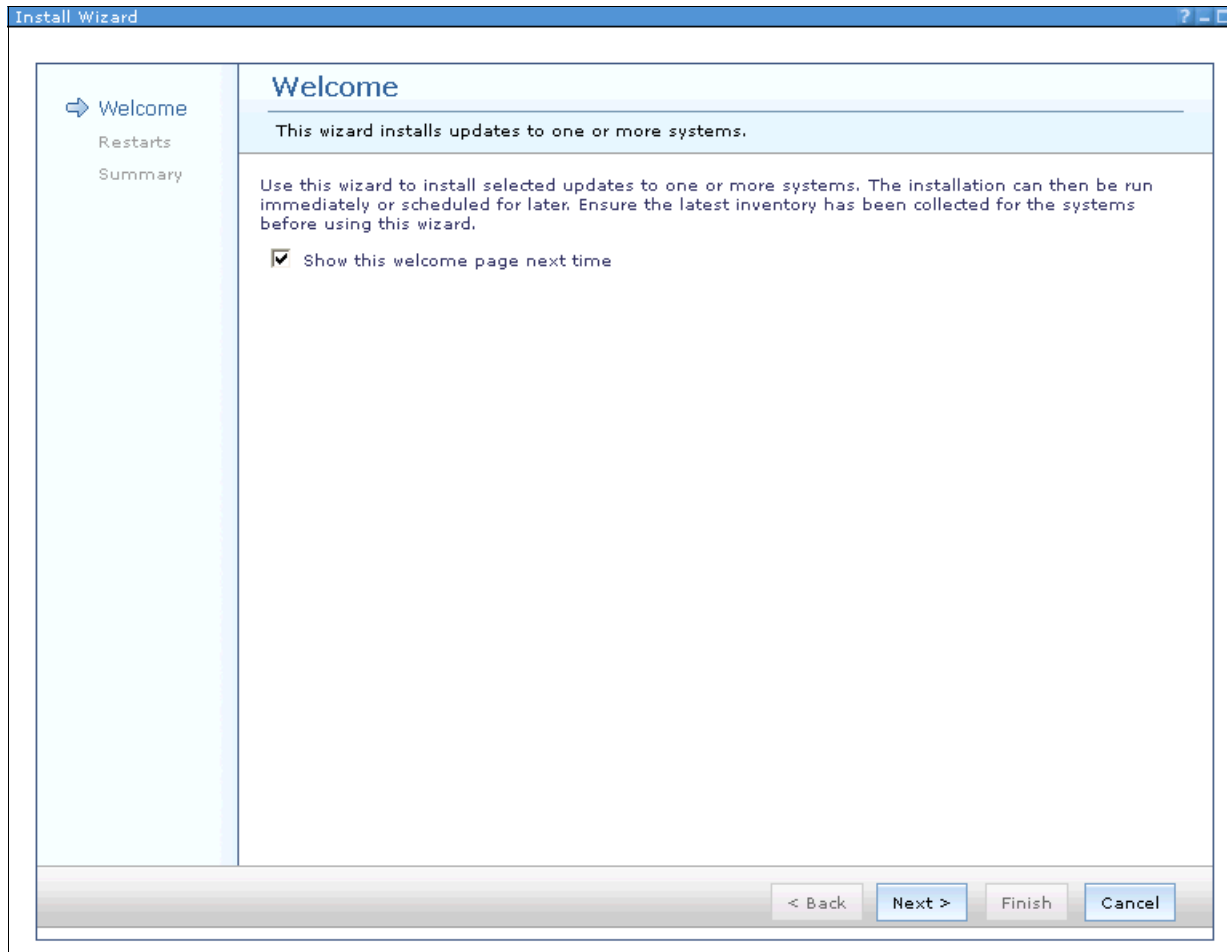 Install Wizard
?
Welcome
Restarts
Summary
Welcome
This wizard installs updates to one or more systems.
Use this wizard to install selected updates to one or more systems. The installation can then be run
immediately or scheduled for later. Ensure the latest inventory has been collected for the systems
before using this wizard.
Show this welcome page next time
< Back
Next >
Finish
Cancel